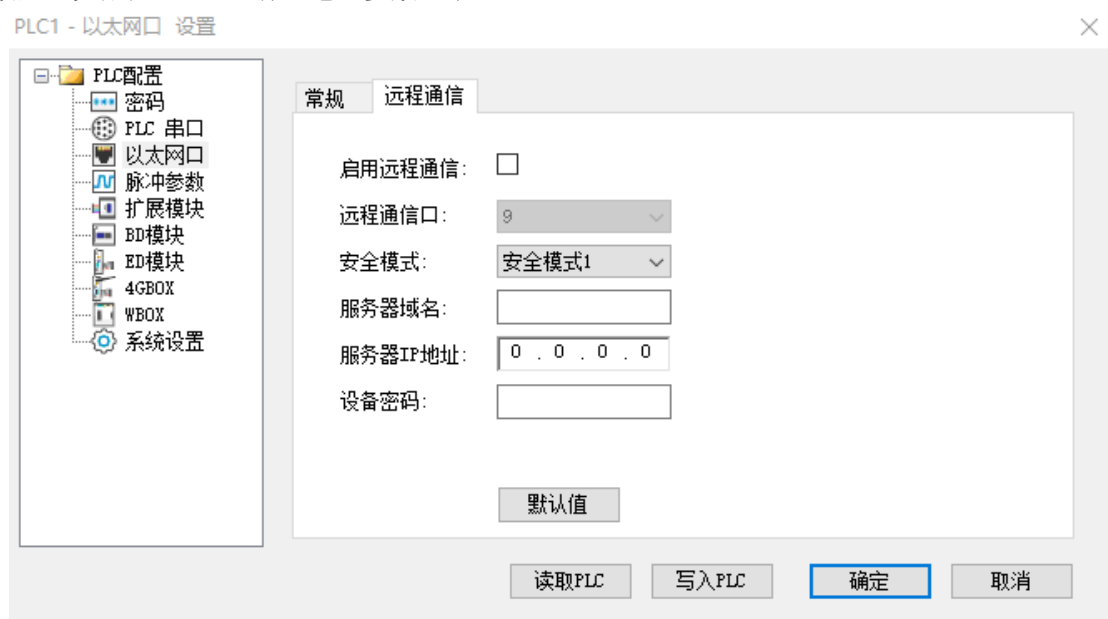 PLC1 - 以太网口 设置
PLC配置
密码
PLC 串口
以太网口
脉冲参数
扩展模块
BD模块
ED模块
4GBOX
WBOX
系统设置
常规 远程通信
启用远程通信:
远程通信口: 9
安全模式: 安全模式1
服务器域名:
服务器IP地址: 0 . 0 . 0 . 0
设备密码:
默认值
读取PLC 写入PLC 确定 取消